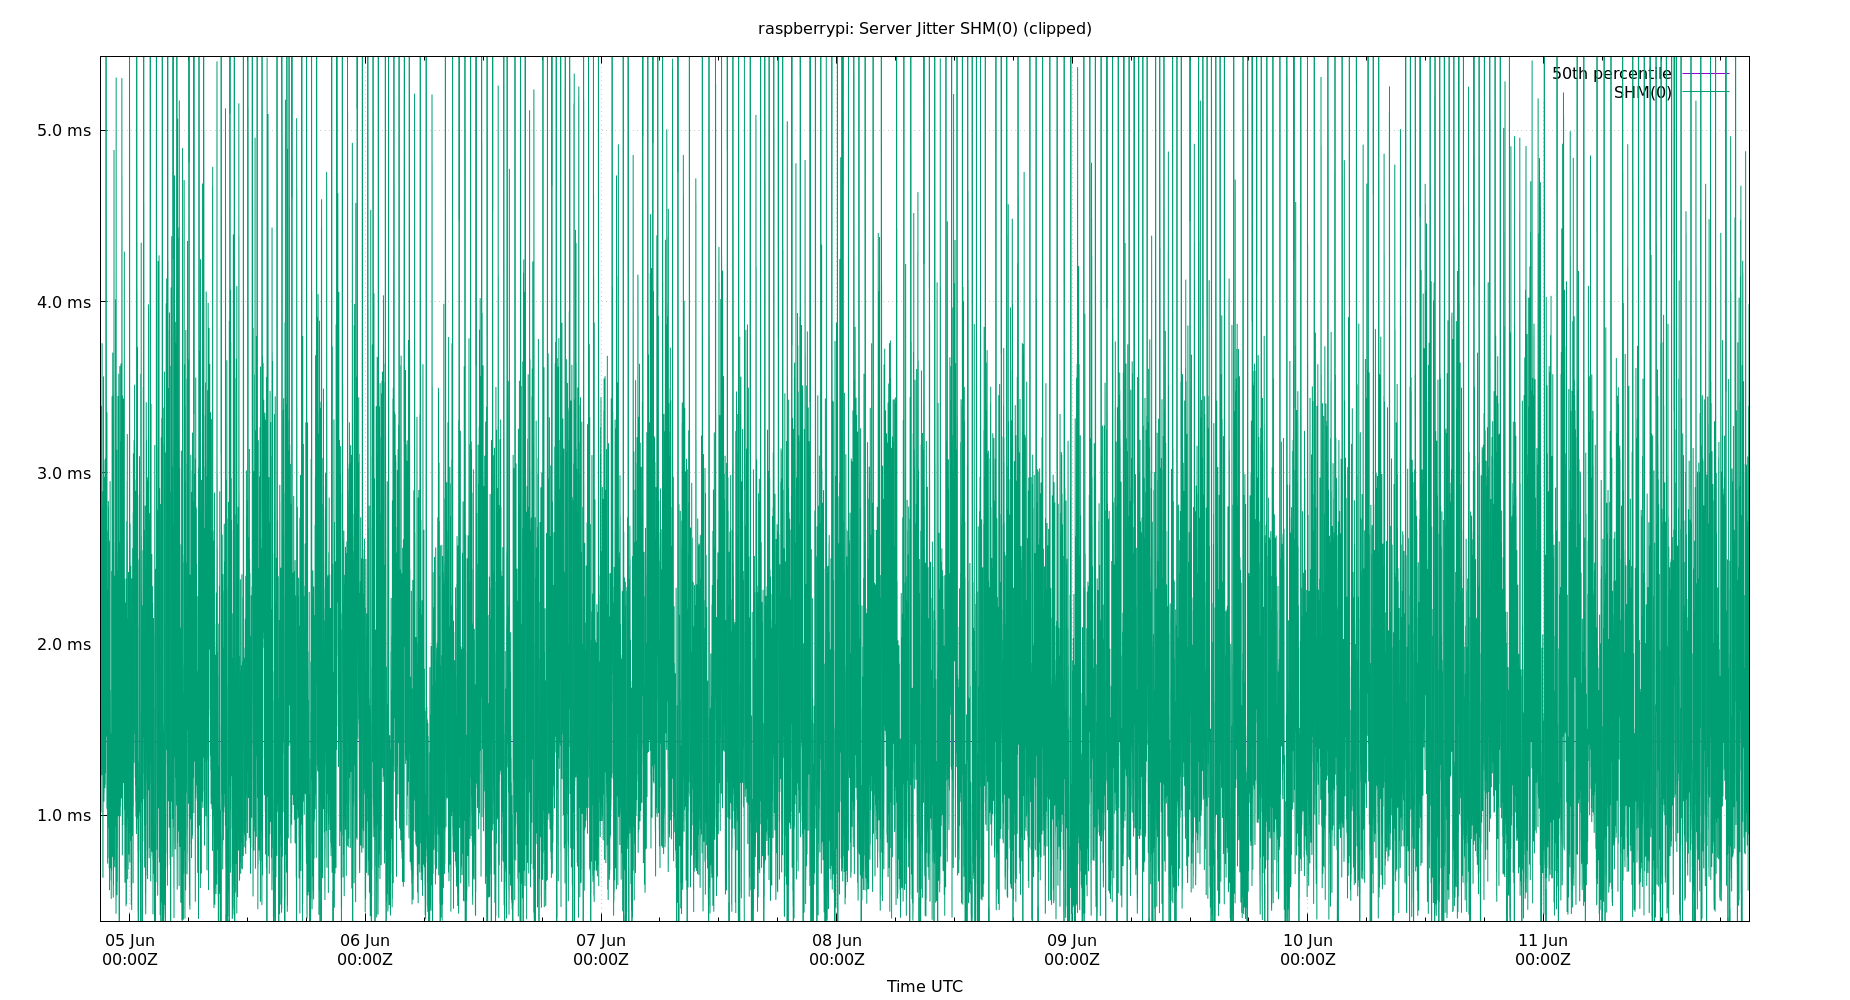 raspberrypi: Server Jitter SHM(0) (clipped)
50th percentile
SHM(0)
5.0 ms
4.0 ms
3.0 ms
2.0 ms
1.0 ms
05 Jun 06 Jun 07 Jun 08 Jun 09 Jun 10 Jun 11 Jun
00:00Z 00:00Z 00:00Z 00:00Z 00:00Z 00:00Z 00:00Z
Time UTC